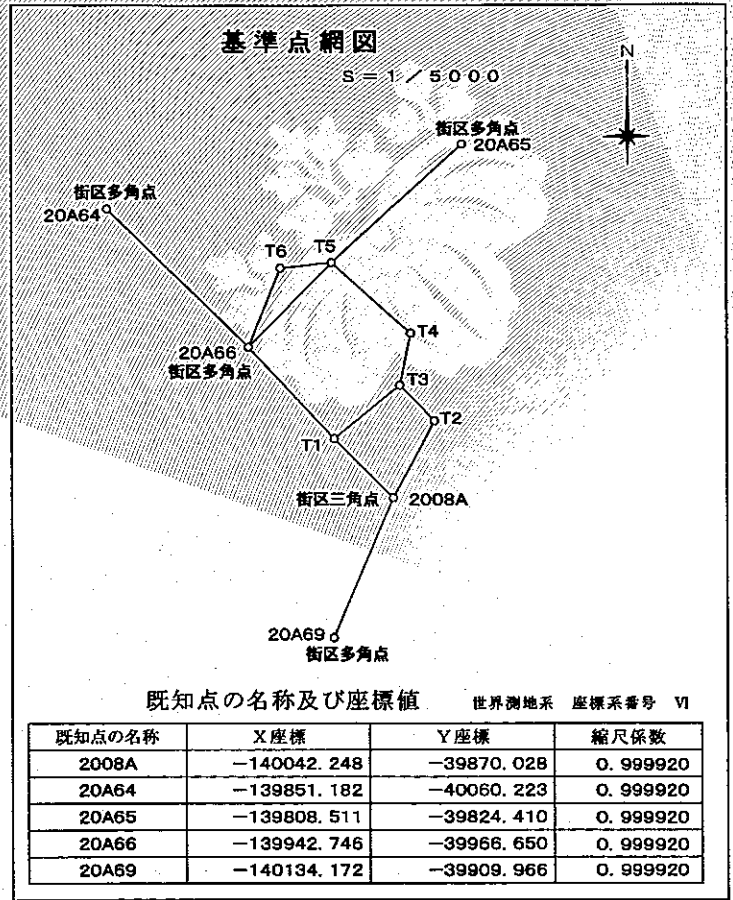 基準点網図
S=1/5000
N
街区多角点
20A65
街区多角点
20A64
T6
T5
T4
20A66
街区多角点
T3
T2
T1
街区三角点 2008A
20A69
街区多角点
既知点の名称及び座標値 世界測地系 座標系番号 Ⅵ
既知点の名称 X座標 Y座標 縮尺係数
2008A -140042.248 -39870.028 0.999920
20A64 -139851.182 -40060.223 0.999920
20A65 -139808.511 -39824.410 0.999920
20A66 -139942.746 -39966.650 0.999920
20A69 -140134.172 -39909.966 0.999920